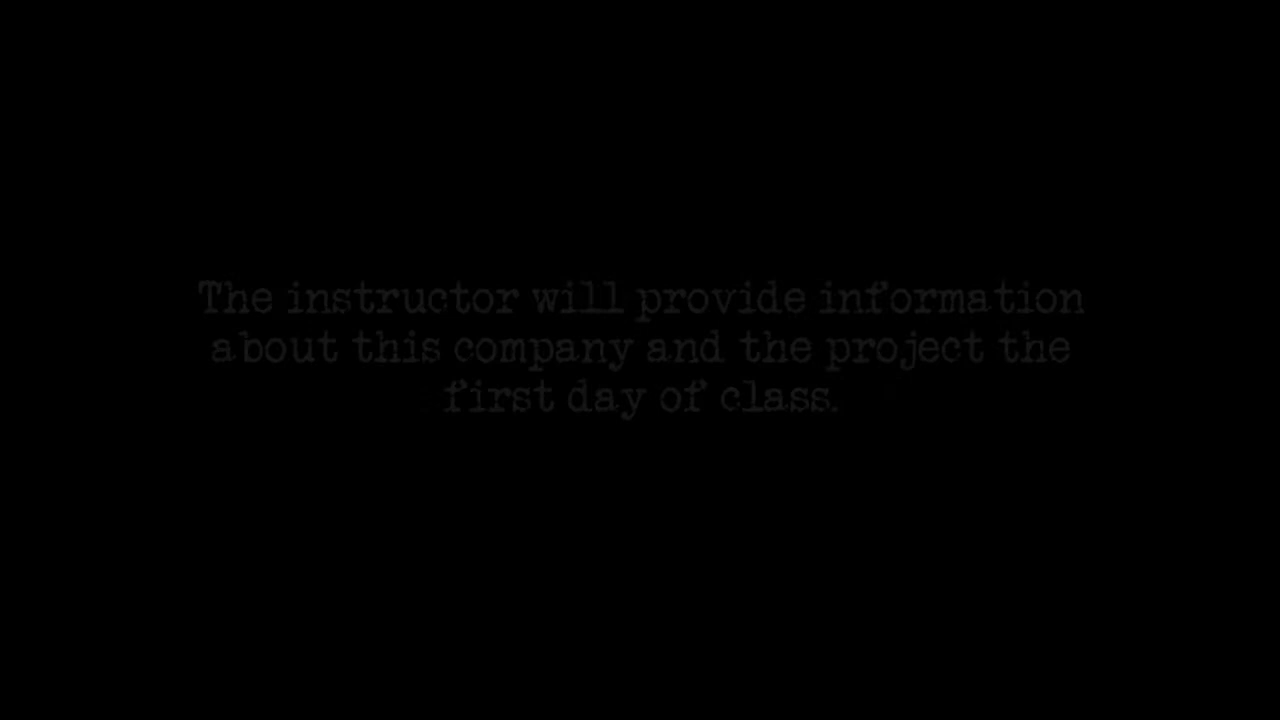 The instructor will provide information
about this company and the project the
first day of class.